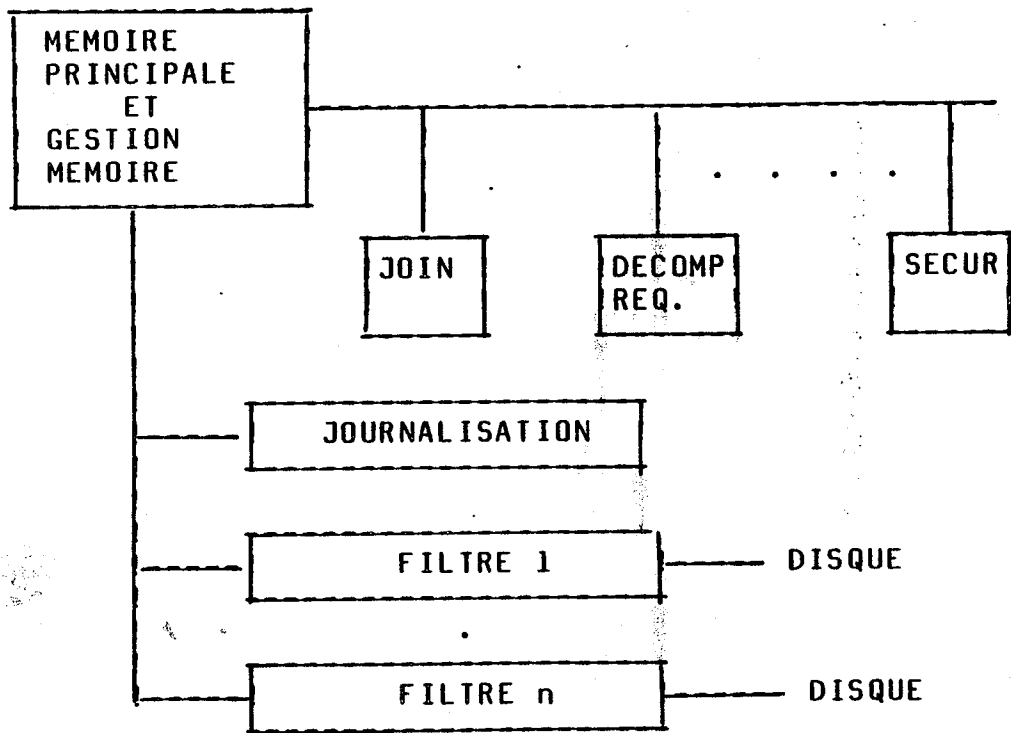 MEMOIRE
PRINCIPALE
ET
GESTION
MEMOIRE
JOIN
DECOMP
REQ.
. . . .
SECUR
JOURNALISATION
FILTRE 1
DISQUE
.
FILTRE n
DISQUE